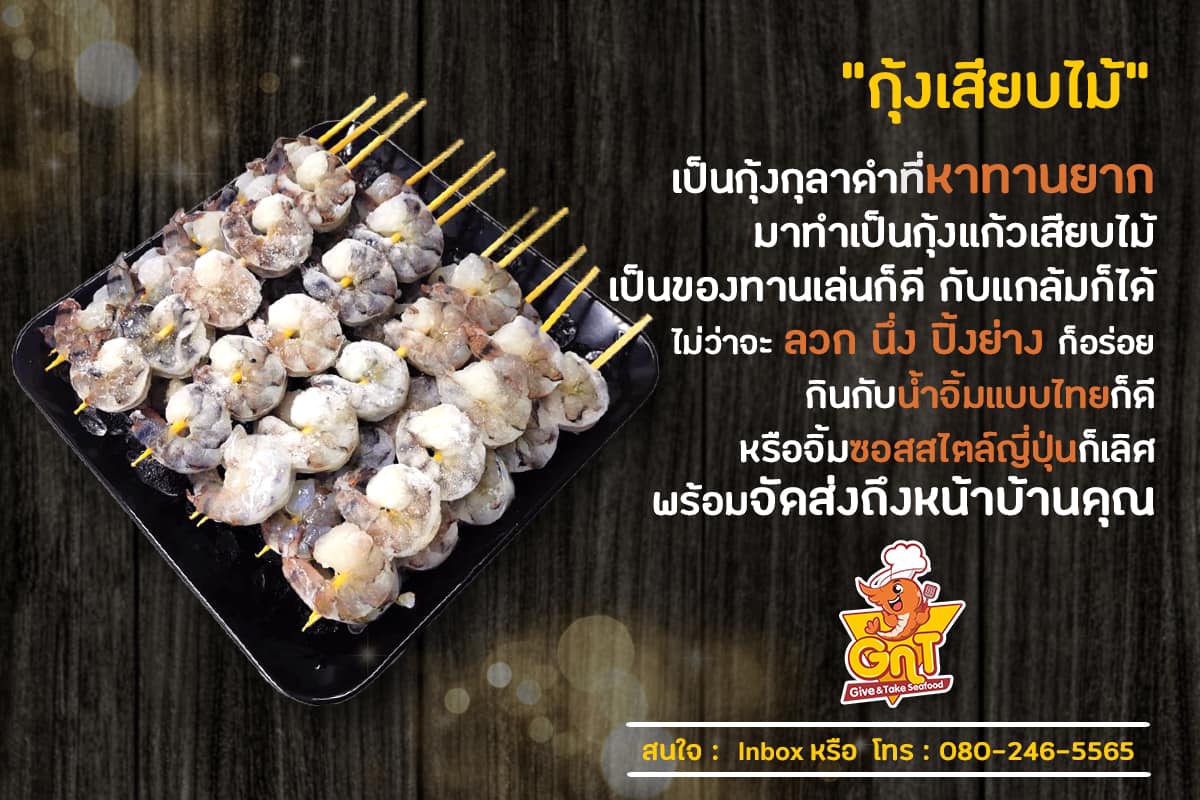 "กุ้งเสียบไม้"
เป็นกุ้งกุลาดำที่หาทานยาก
มาทำเป็นกุ้งแก้วเสียบไม้
เป็นของทานเล่นก็ดี กับแกล้มก็ได้
ไม่ว่าจะ ลวก นึ่ง ปิ้งย่าง ก็อร่อย
กินกับน้ำจิ้มแบบไทยก็ดี
หรือจิ้มซอสสไตล์ญี่ปุ่นก็เลิศ
พร้อมจัดส่งถึงหน้าบ้านคุณ
GnT
Give & Take Seafood
สนใจ : Inbox หรือ โทร : 080-246-5565